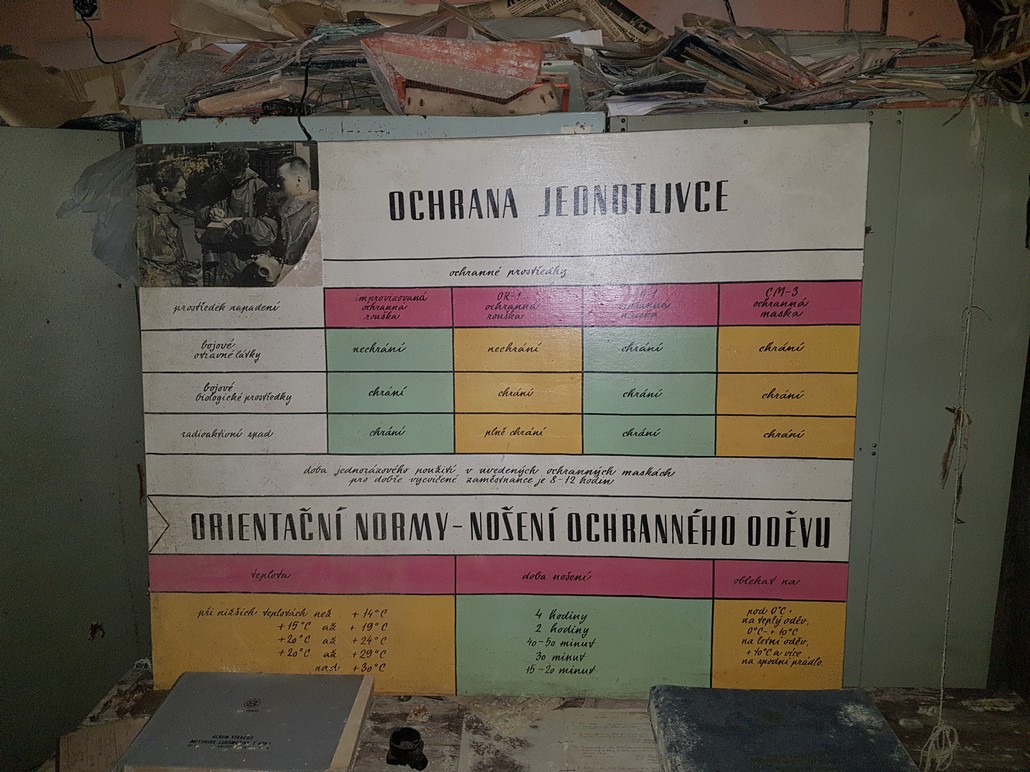 OCHRANA JEDNOTLIVCE
ochranné prostředky
prostředek napadení
improvizovaná
ochranná
rouška
OR-1
ochranná
rouška
ochranná
CM-3
ochranná
maska
bojové
otravné látky
nechrání
nechrání
chrání
chrání
bojové
biologické prostředky
chrání
chrání
chrání
chrání
radioaktivní spad
chrání
plně chrání
chrání
chrání
doba jednorázového použití v uvedených ochranných maskách
pro dobře vycvičené zaměstnance je 8-12 hodin
ORIENTAČNÍ NORMY-NOŠENÍ OCHRANNÉHO ODĚVU
teplota
doba nošení
oblékat na
při nižších teplotách než +14°C
+15°C až +19°C
+20°C až +24°C
+20°C až +29°C
nad +30°C
4 hodiny
2 hodiny
40-50 minut
30 minut
15-20 minut
pod 0°C
na teplý oděv,
0°C-+10°C
na letní oděv,
+10°C a více
na spodní prádlo.
ALBUM